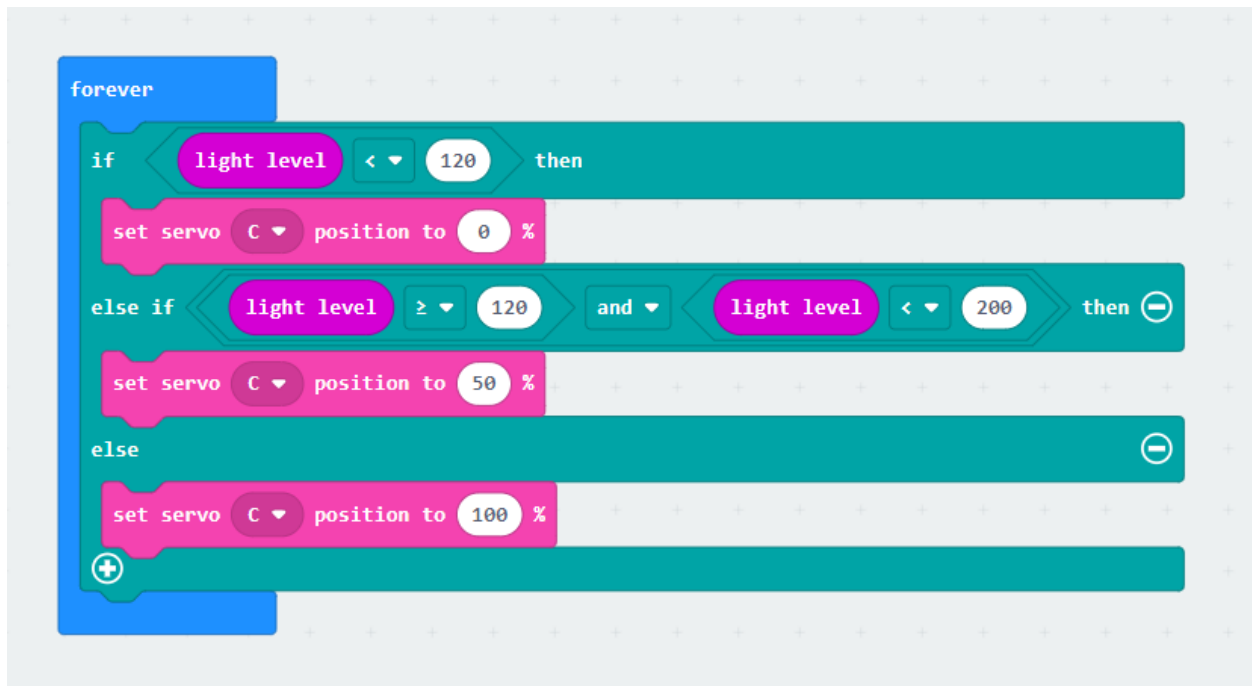 forever
if light level < 120 then
set servo C position to 0 %
else if light level ≥ 120 and light level < 200 then
set servo C position to 50 %
else
set servo C position to 100 %